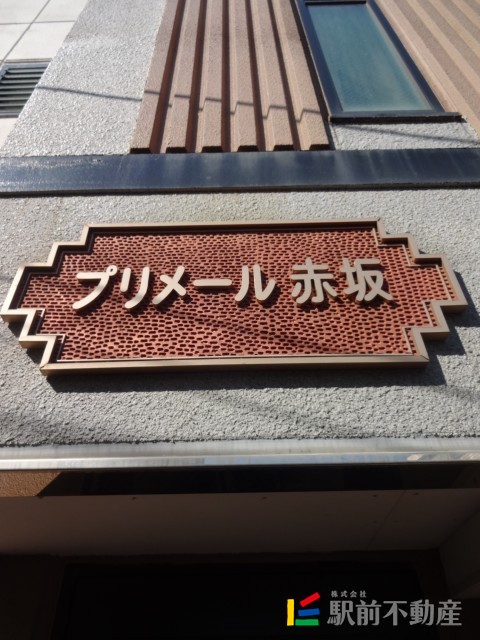 プリメール赤坂
株式会社
駅前不動産